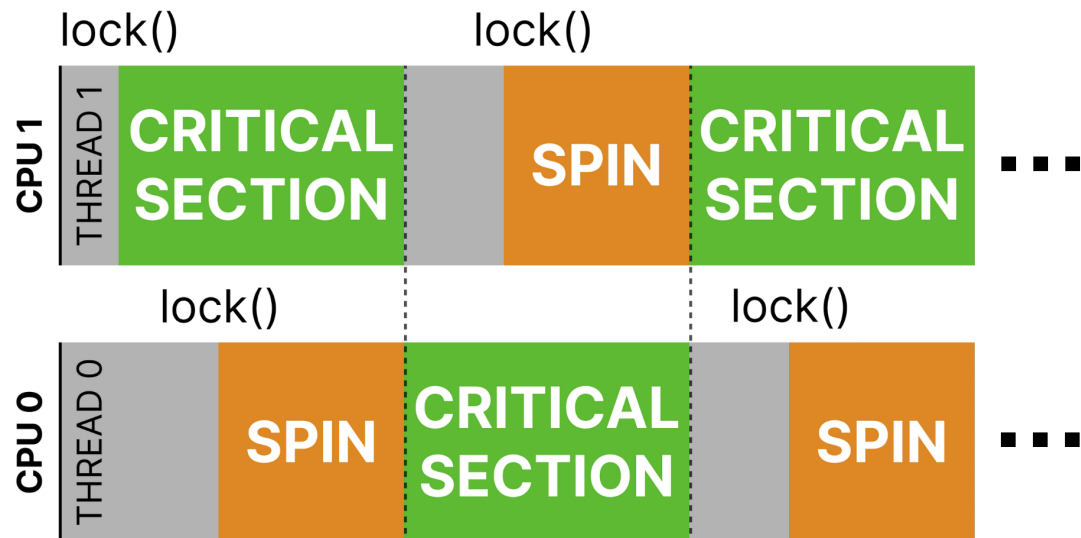 lock() lock()
CPU 1
THREAD 1
CRITICAL
SECTION
SPIN
CRITICAL
SECTION
lock() lock()
CPU 0
THREAD 0
SPIN
CRITICAL
SECTION
SPIN